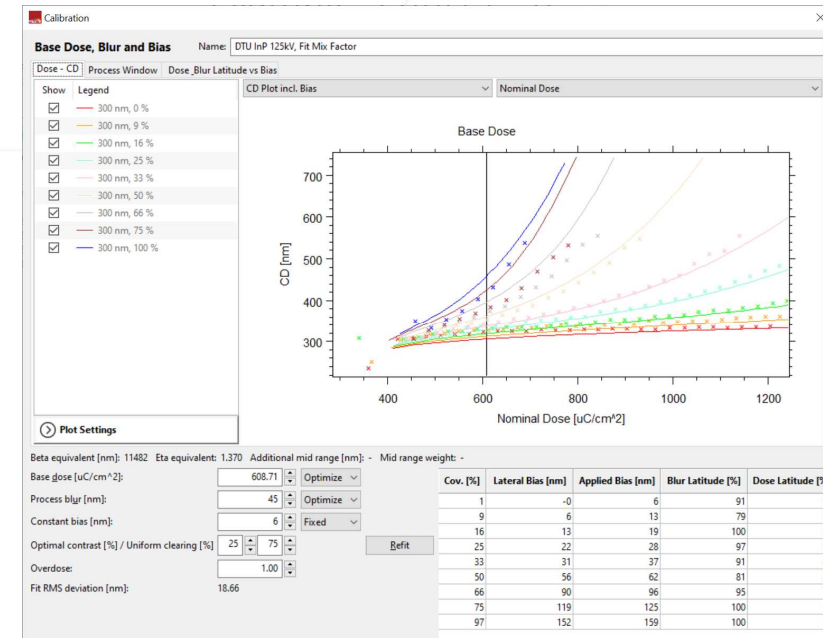 Calibration
Base Dose, Blur and Bias Name: DTU InP 125kV, Fit Mix Factor
Dose - CD Process Window Dose_Blur Latitude vs Bias
Show Legend
300 nm, 0 %
300 nm, 9 %
300 nm, 16 %
300 nm, 25 %
300 nm, 33 %
300 nm, 50 %
300 nm, 66 %
300 nm, 75 %
300 nm, 100 %
Plot Settings
CD Plot incl. Bias Nominal Dose
Base Dose
CD [nm]
700
600
500
400
300
400 600 800 1000 1200
Nominal Dose [uC/cm^2]
Beta equivalent [nm]: 11482 Eta equivalent: 1.370 Additional mid range [nm]: - Mid range weight: -
Base dose [uC/cm^2]: 608.71 Optimize
Process blur [nm]: 45 Optimize
Constant bias [nm]: 6 Fixed
Optimal contrast [%] / Uniform clearing [%] 25 75 Refit
Overdose: 1.00
Fit RMS deviation [nm]: 18.66
Cov. [%] Lateral Bias [nm] Applied Bias [nm] Blur Latitude [%] Dose Latitude [%
1 -0 6 91
9 6 13 79
16 13 19 100
25 22 28 97
33 31 37 91
50 56 62 81
66 90 96 95
75 119 125 100
97 152 159 100